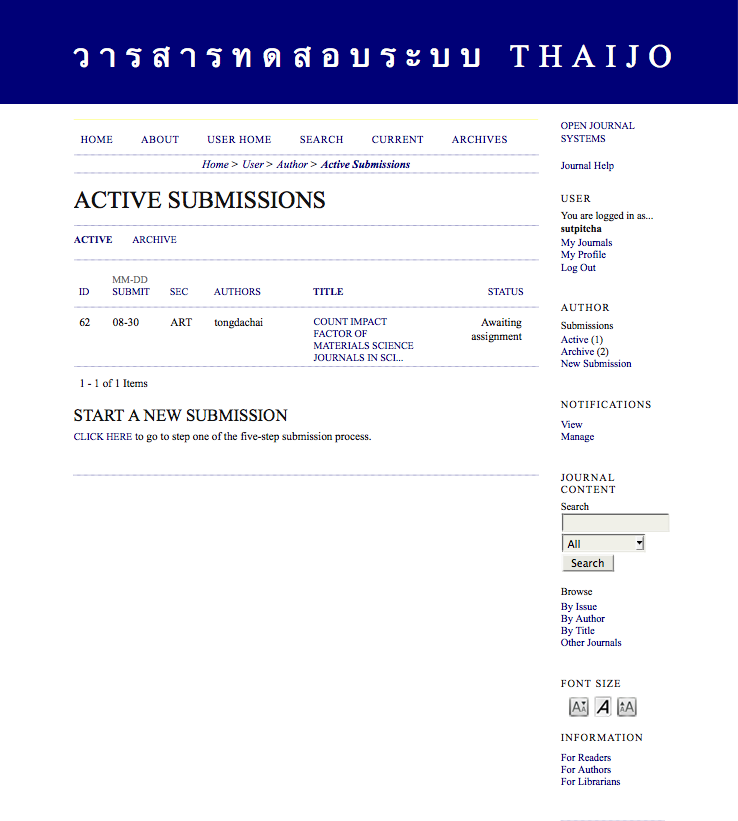 วารสารทดสอบระบบ THAIJO
HOME ABOUT USER HOME SEARCH CURRENT ARCHIVES
Home > User > Author > Active Submissions
ACTIVE SUBMISSIONS
ACTIVE ARCHIVE
MM-DD
ID SUBMIT SEC AUTHORS TITLE STATUS
62 08-30 ART tongdachai COUNT IMPACT Awaiting
FACTOR OF assignment
MATERIALS SCIENCE
JOURNALS IN SCI...
1 - 1 of 1 Items
START A NEW SUBMISSION
CLICK HERE to go to step one of the five-step submission process.
OPEN JOURNAL
SYSTEMS
Journal Help
USER
You are logged in as...
sutpitcha
My Journals
My Profile
Log Out
AUTHOR
Submissions
Active (1)
Archive (2)
New Submission
NOTIFICATIONS
View
Manage
JOURNAL
CONTENT
Search
All
Search
Browse
By Issue
By Author
By Title
Other Journals
FONT SIZE
A A A AA
INFORMATION
For Readers
For Authors
For Librarians